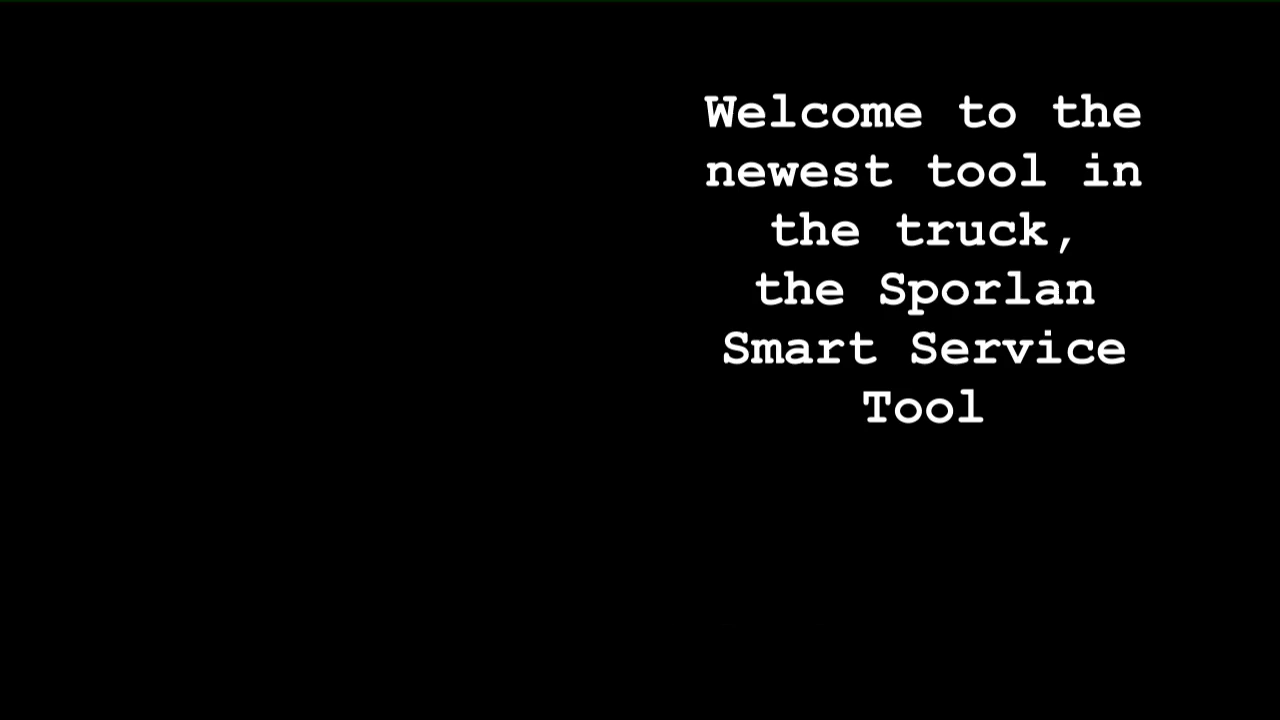 Welcome to the
newest tool in
the truck,
the Sporlan
Smart Service
Tool